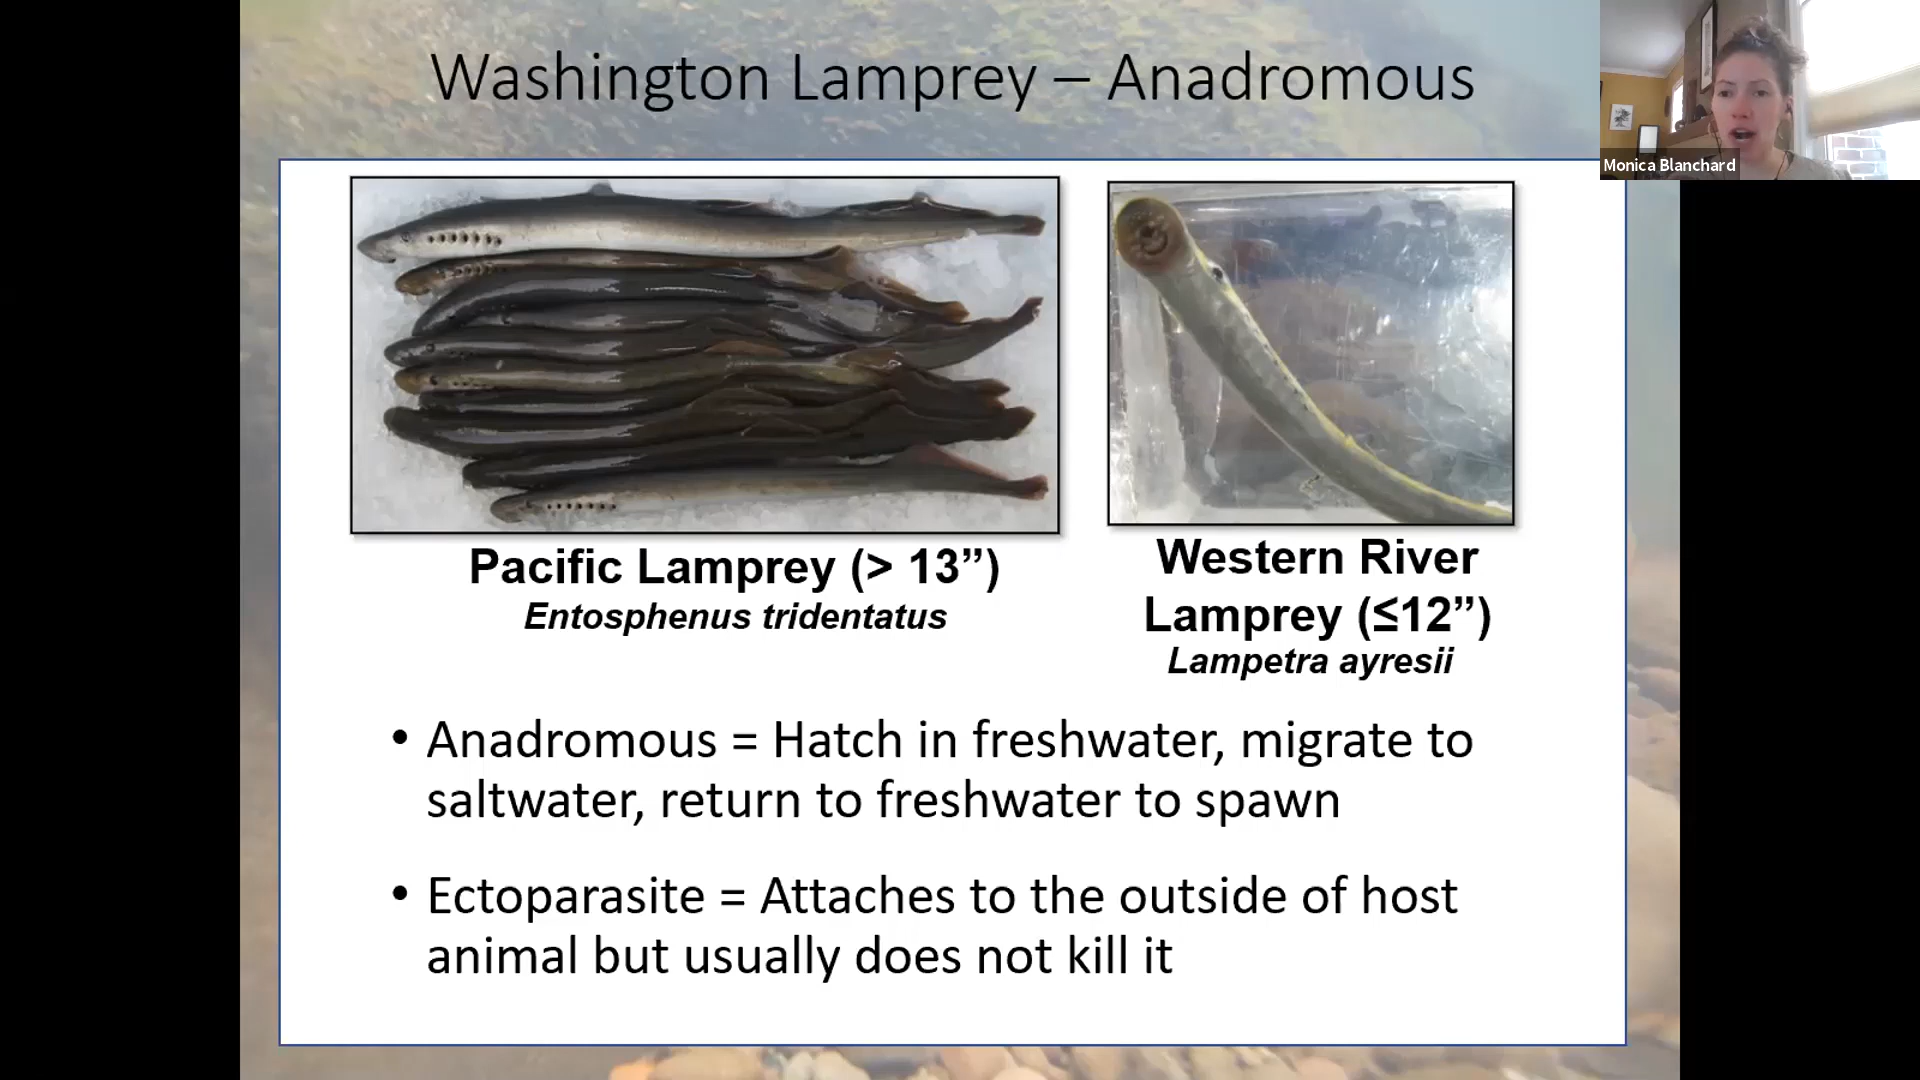 Washington Lamprey – Anadromous
Monica Blanchard
Pacific Lamprey (> 13”)
Entosphenus tridentatus
Western River
Lamprey (≤12”)
Lampetra ayresii
• Anadromous = Hatch in freshwater, migrate to
saltwater, return to freshwater to spawn
• Ectoparasite = Attaches to the outside of host
animal but usually does not kill it